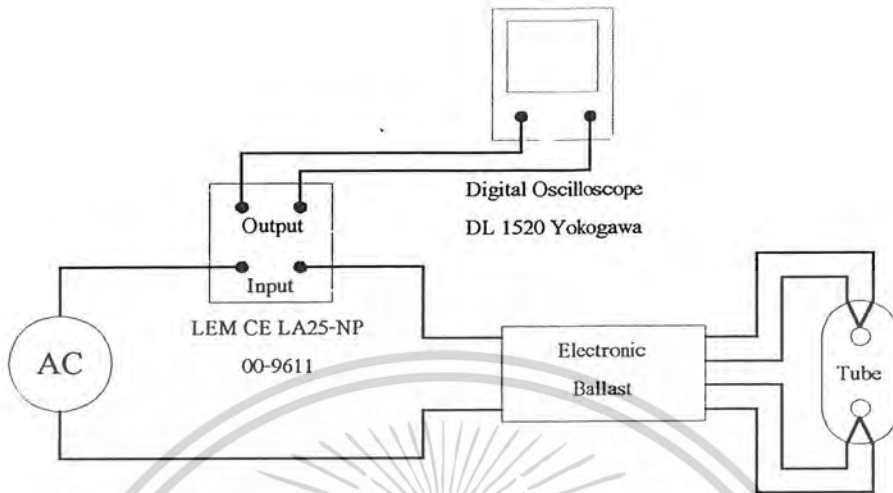 Digital Oscilloscope
DL 1520 Yokogawa
Output
Input
LEM CE LA25-NP
00-9611
AC
Electronic
Ballast
Tube